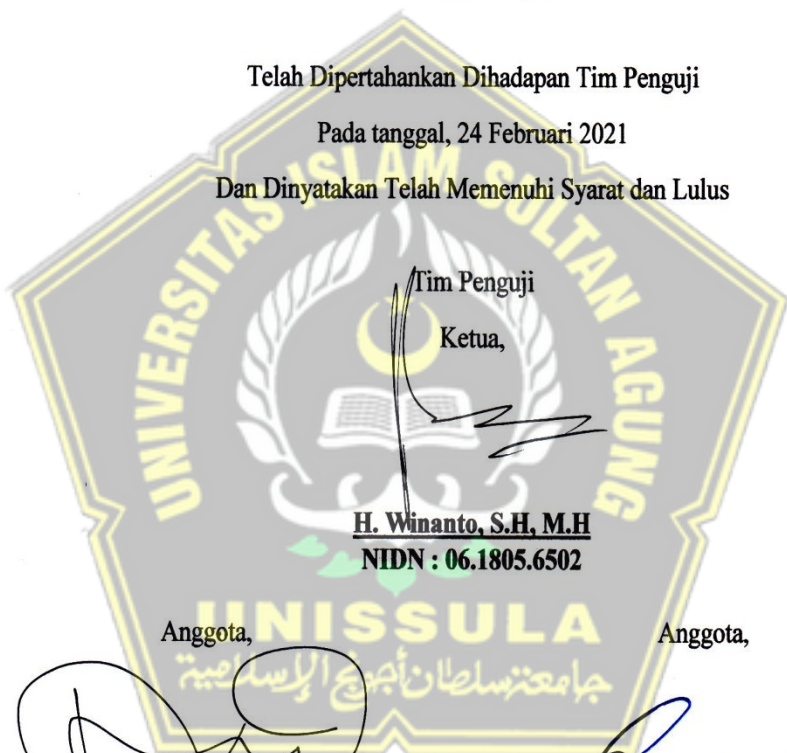 Telah Dipertahankan Dihadapan Tim Penguji
Pada tanggal, 24 Februari 2021
Dan Dinyatakan Telah Memenuhi Syarat dan Lulus
UNIVERSITAS ISLAM SULTAN AGUNG
Tim Penguji
Ketua,
H. Winanto, S.H, M.H
NIDN : 06.1805.6502
UNISSULA
Anggota, Anggota,
جامعة سلطان أجونج الإسلامية